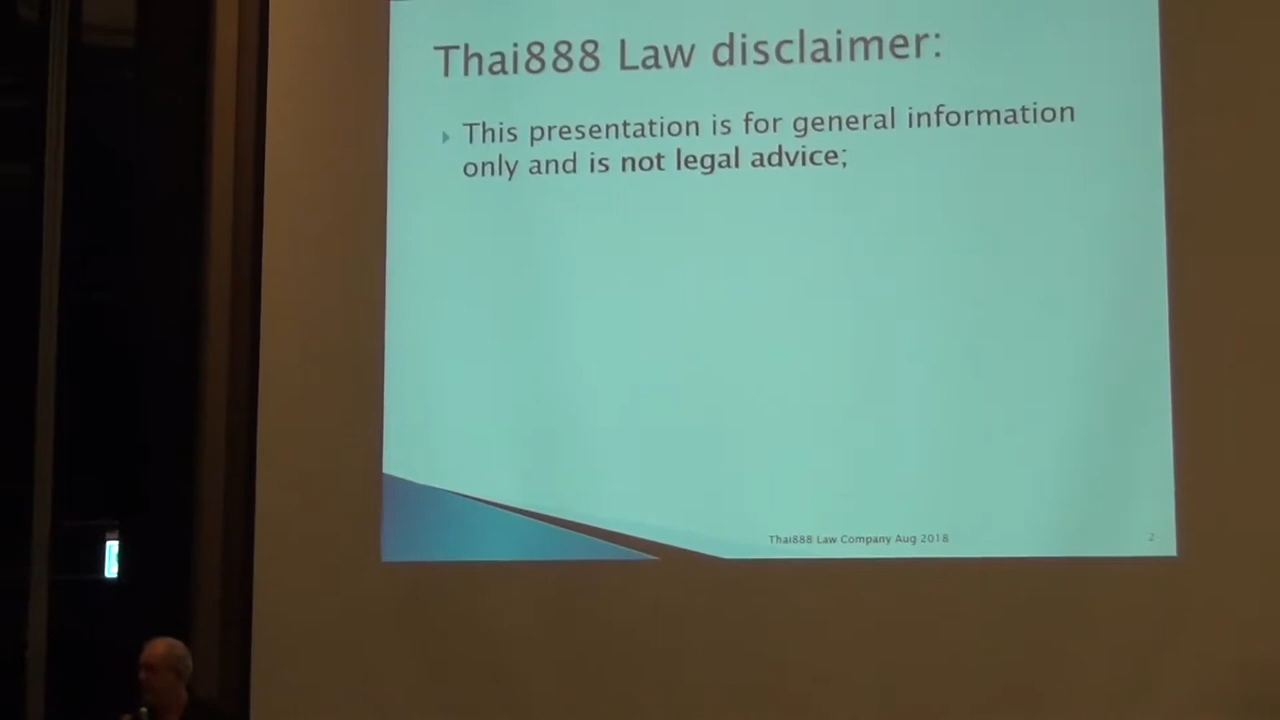 Thai888 Law disclaimer:
This presentation is for general information
only and is not legal advice;
Thai888 Law Company Aug 2018
2